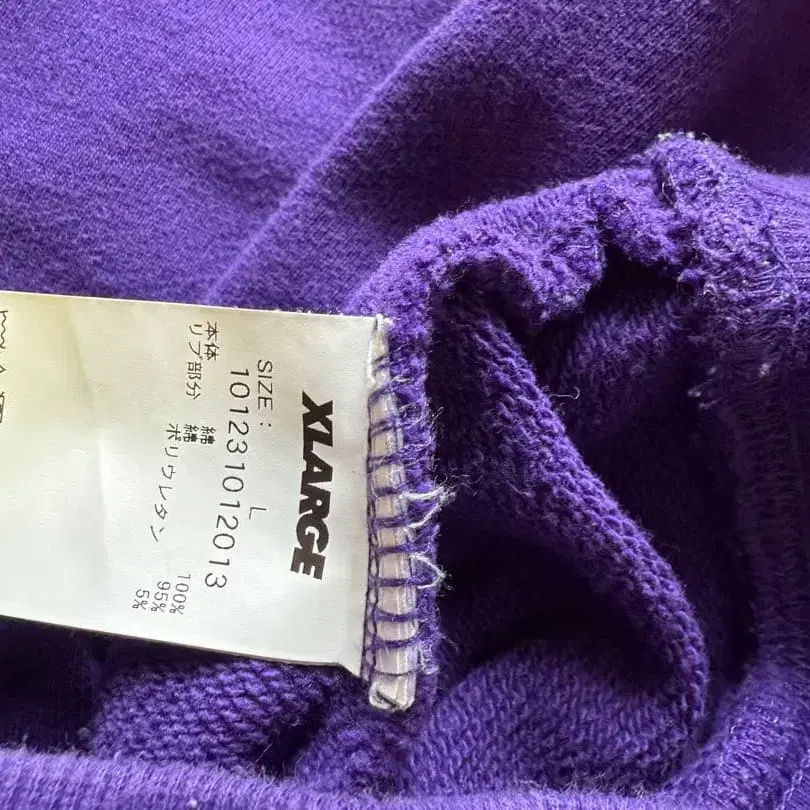 XLARGE
SIZE : L
101231012013
本体 綿 100%
リブ部分 綿 95%
ポリウレタン 5%